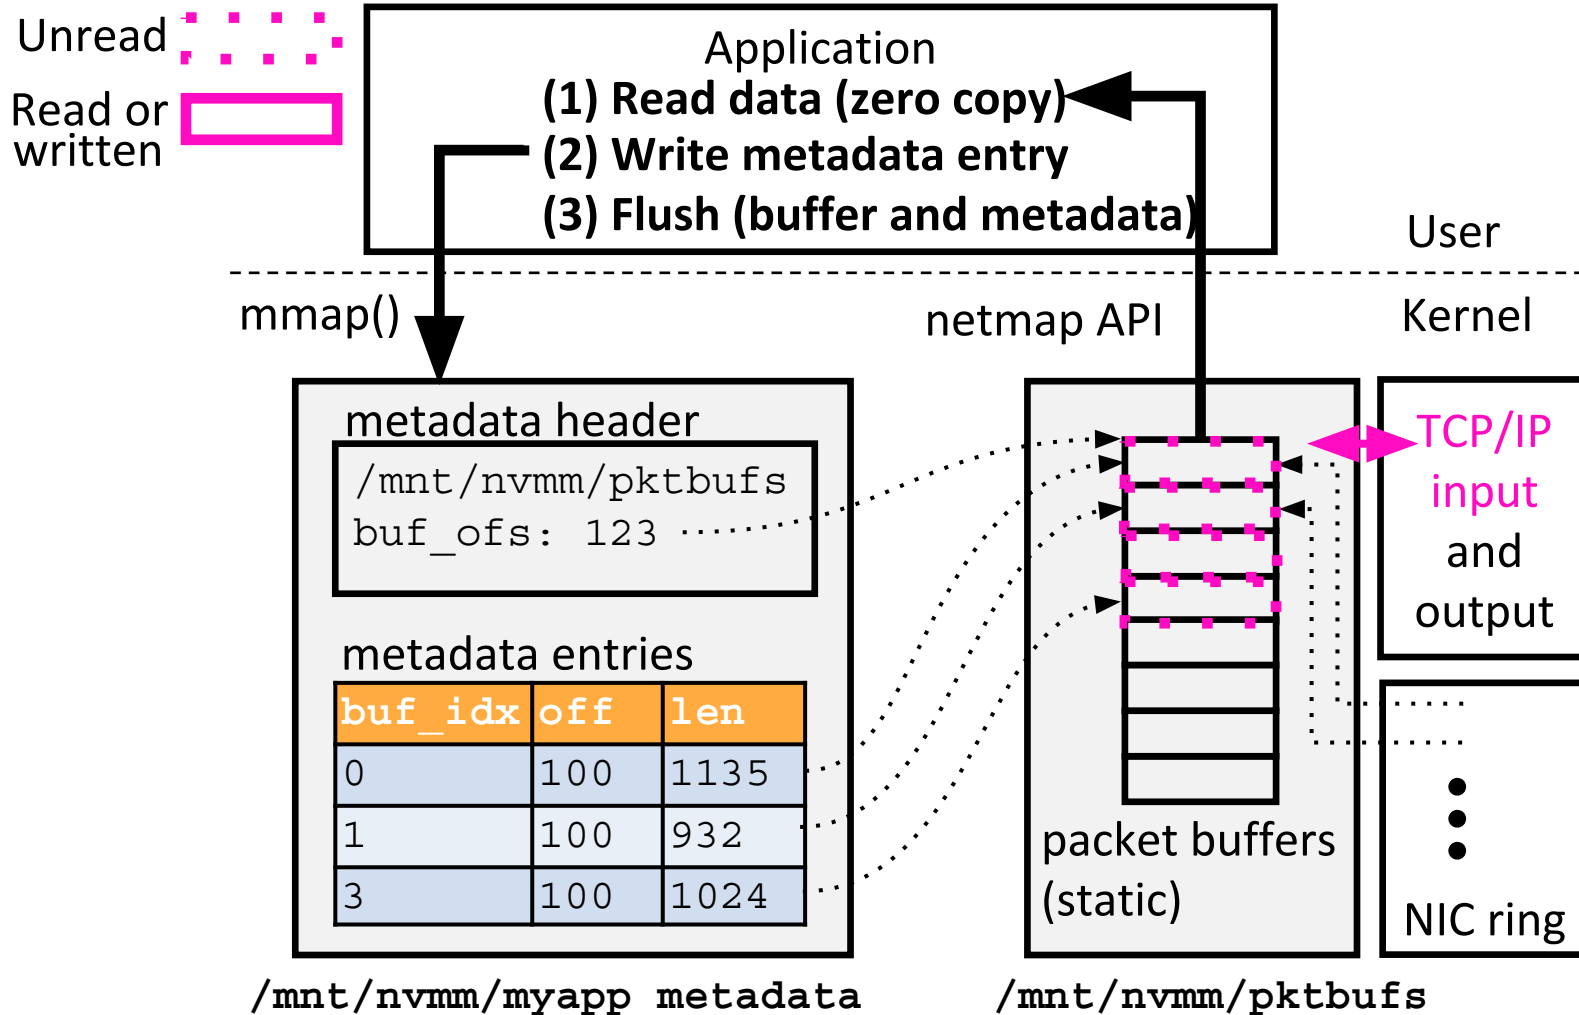 Unread
Read or
written
Application
(1) Read data (zero copy)
(2) Write metadata entry
(3) Flush (buffer and metadata)
User
Kernel
mmap()
netmap API
metadata header
/mnt/nvmm/pktbufs
buf_ofs: 123
metadata entries
buf_idx off len
0 100 1135
1 100 932
3 100 1024
packet buffers
(static)
TCP/IP
input
and
output
NIC ring
/mnt/nvmm/myapp metadata
/mnt/nvmm/pktbufs